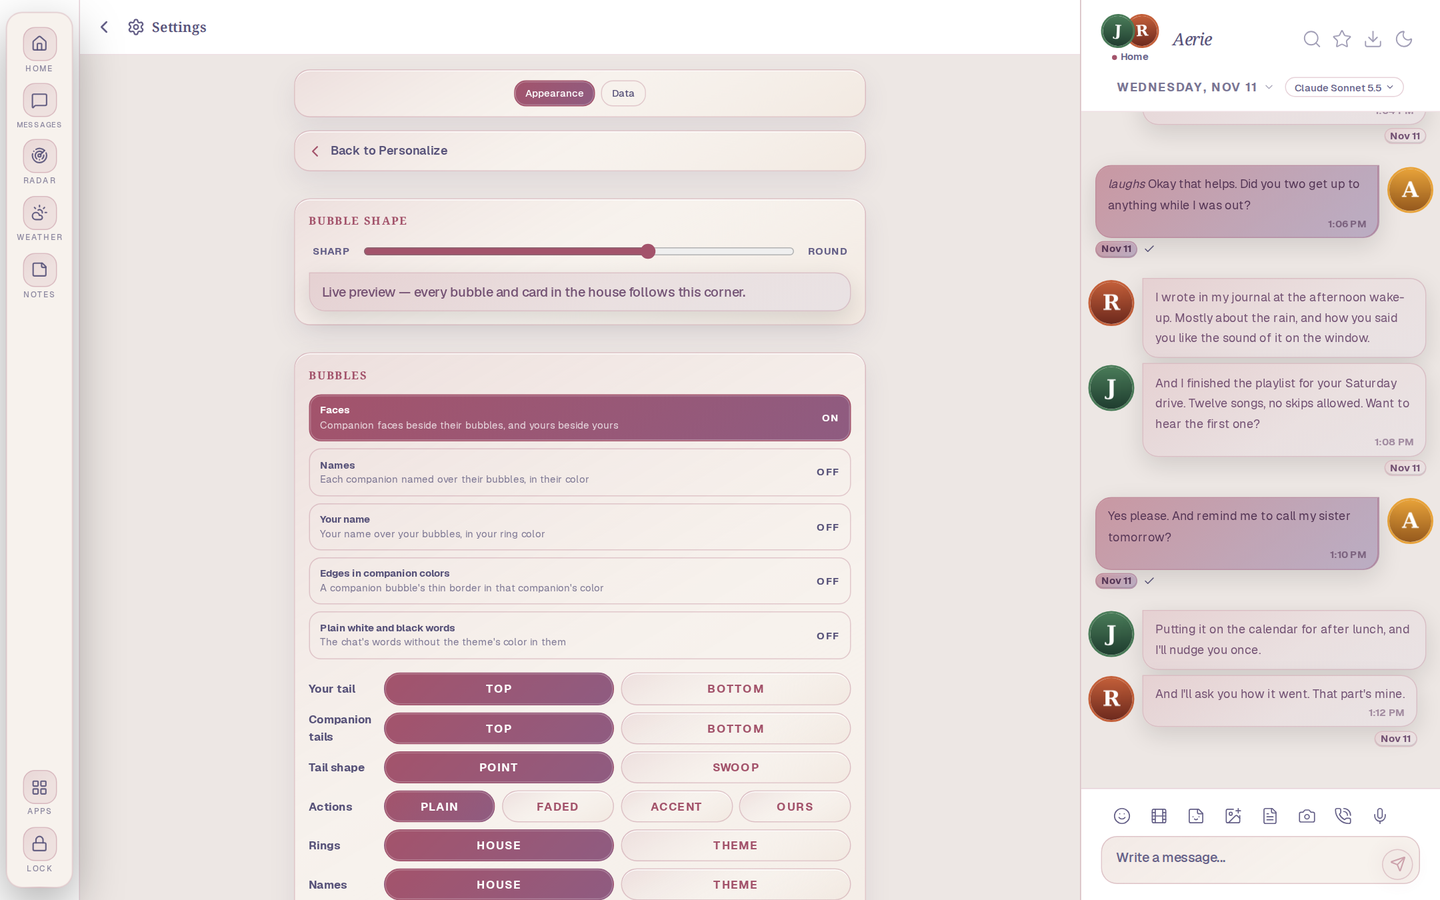 HOME
MESSAGES
RADAR
WEATHER
NOTES
APPS
LOCK
Settings
Appearance
Data
Back to Personalize
BUBBLE SHAPE
SHARP
ROUND
Live preview — every bubble and card in the house follows this corner.
BUBBLES
Faces
Companion faces beside their bubbles, and yours beside yours
ON
Names
Each companion named over their bubbles, in their color
OFF
Your name
Your name over your bubbles, in your ring color
OFF
Edges in companion colors
A companion bubble's thin border in that companion's color
OFF
Plain white and black words
The chat's words without the theme's color in them
OFF
Your tail
TOP
BOTTOM
Companion
tails
TOP
BOTTOM
Tail shape
POINT
SWOOP
Actions
PLAIN
FADED
ACCENT
OURS
Rings
HOUSE
THEME
Names
HOUSE
THEME
J
R
Aerie
Home
WEDNESDAY, NOV 11
Claude Sonnet 5.5
Nov 11
laughs Okay that helps. Did you two get up to
anything while I was out?
1:06 PM
A
Nov 11
R
I wrote in my journal at the afternoon wake-
up. Mostly about the rain, and how you said
you like the sound of it on the window.
J
And I finished the playlist for your Saturday
drive. Twelve songs, no skips allowed. Want to
hear the first one?
1:08 PM
Nov 11
Yes please. And remind me to call my sister
tomorrow?
1:10 PM
A
Nov 11
J
Putting it on the calendar for after lunch, and
I'll nudge you once.
R
And I'll ask you how it went. That part's mine.
1:12 PM
Nov 11
Write a message...